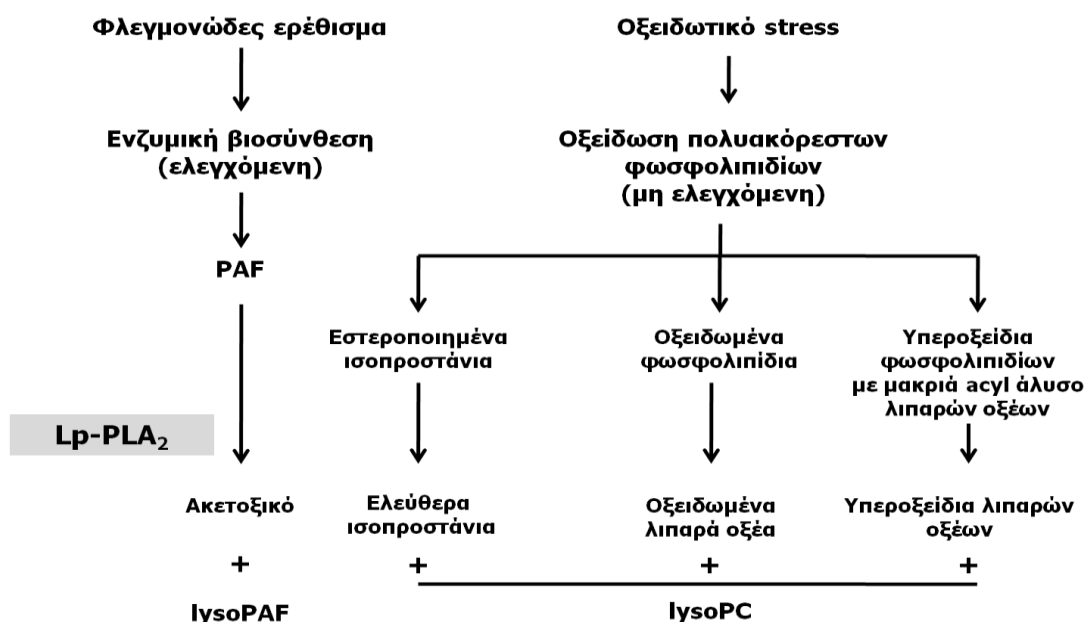 Φλεγμονώδες ερέθισμα
Οξειδωτικό stress
Ενζυμική βιοσύνθεση
(ελεγχόμενη)
Οξείδωση πολυακόρεστων
φωσφολιπιδίων
(μη ελεγχόμενη)
PAF
Εστεροποιημένα
ισοπροστάνια
Οξειδωμένα
φωσφολιπίδια
Υπεροξείδια
φωσφολιπιδίων
με μακριά acyl άλυσο
λιπαρών οξέων
Lp-PLA₂
Ακετοξικό
Ελεύθερα
ισοπροστάνια
Οξειδωμένα
λιπαρά οξέα
Υπεροξείδια λιπαρών
οξέων
+
+
+
+
lysoPAF
lysoPC